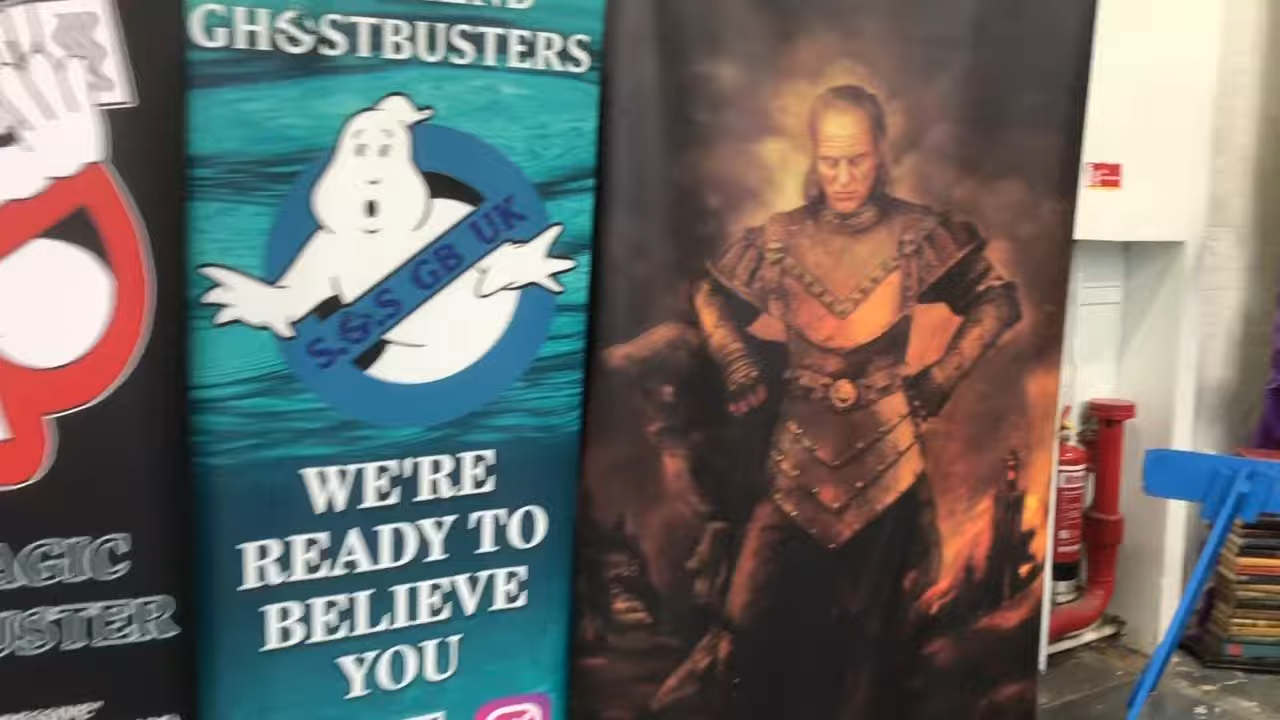 GHOSTBUSTERS
S.&.S GB UK
WE'RE
READY TO
BELIEVE
YOU
AGIC
USTER